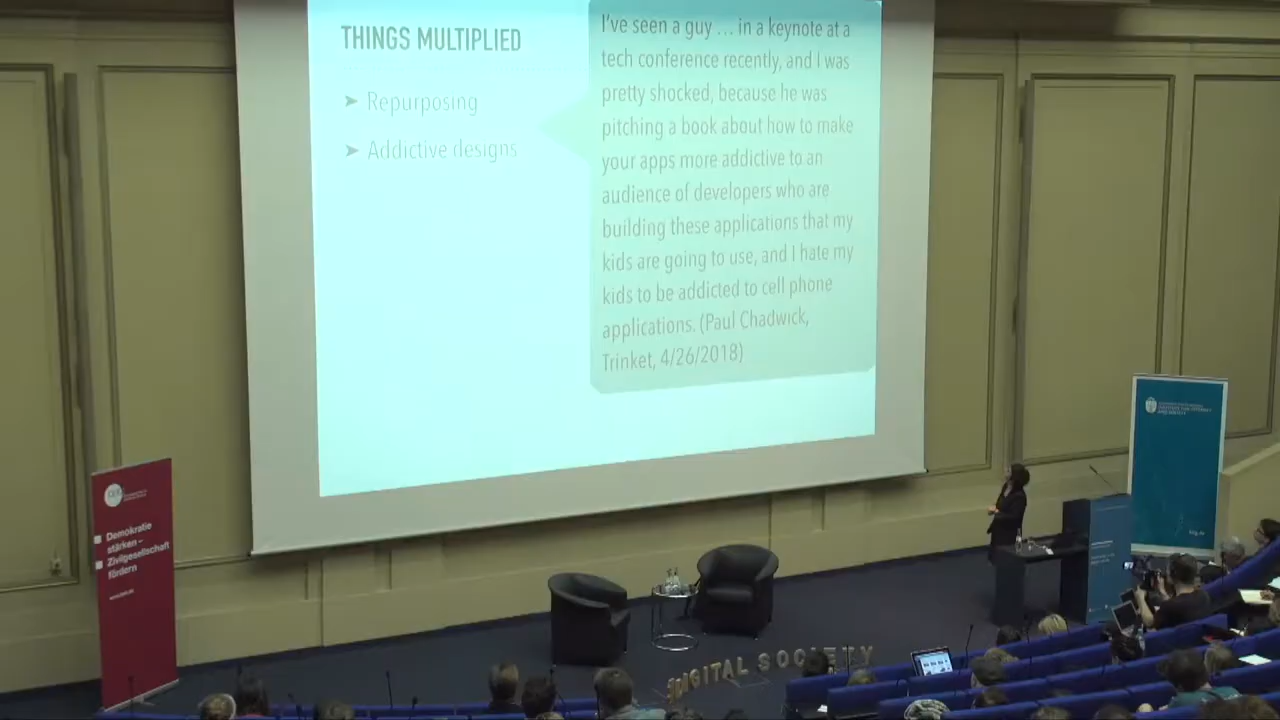 THINGS MULTIPLIED
➤ Repurposing
➤ Addictive designs
I've seen a guy … in a keynote at a
tech conference recently, and I was
pretty shocked, because he was
pitching a book about how to make
your apps more addictive to an
audience of developers who are
building these applications that my
kids are going to use, and I hate my
kids to be addicted to cell phone
applications. (Paul Chadwick,
Trinket, 4/26/2018)
Demokratie
stärken –
Zivilgesellschaft
fördern
DIGITAL SOCIETY